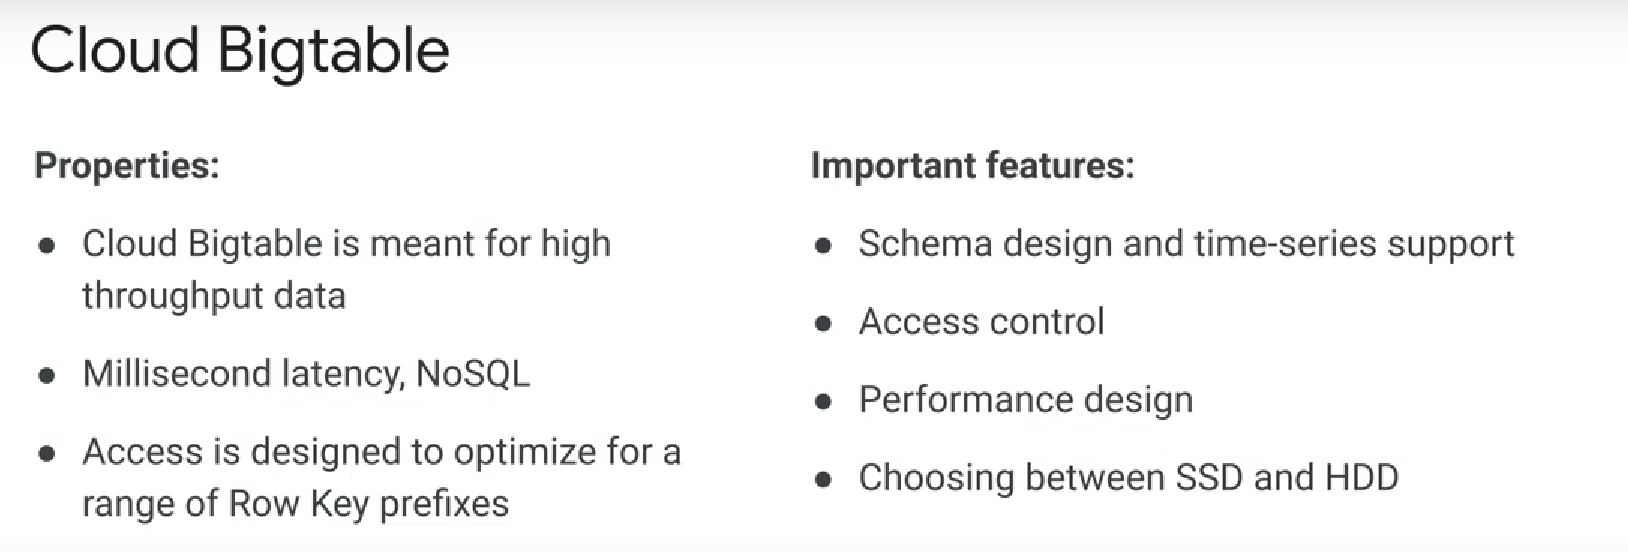 Cloud Bigtable
Properties:
● Cloud Bigtable is meant for high
throughput data
● Millisecond latency, NoSQL
● Access is designed to optimize for a
range of Row Key prefixes
Important features:
● Schema design and time-series support
● Access control
● Performance design
● Choosing between SSD and HDD